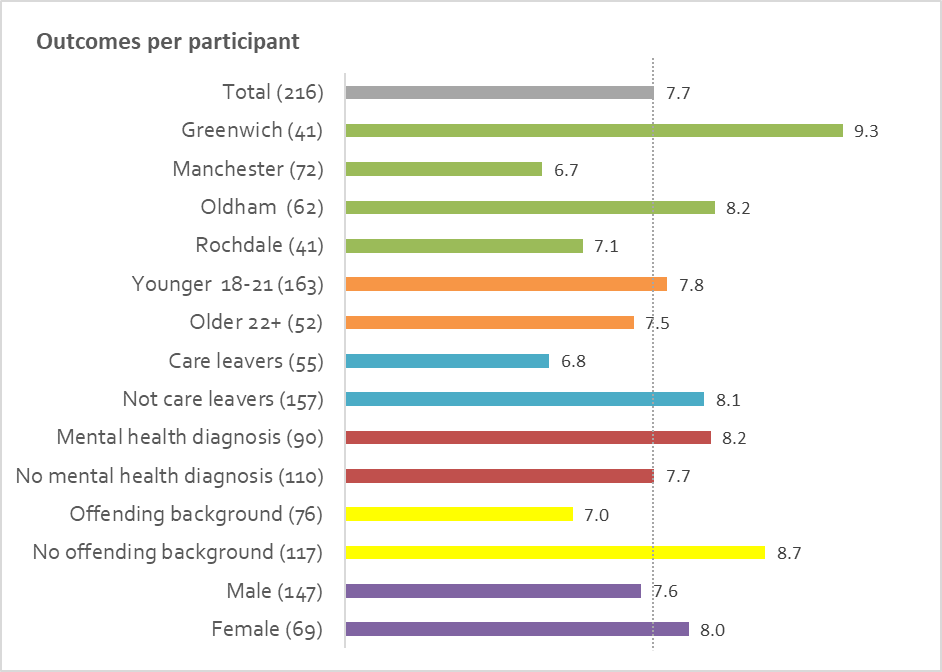 Outcomes per participant
Total (216) 7.7
Greenwich (41) 9.3
Manchester (72) 6.7
Oldham (62) 8.2
Rochdale (41) 7.1
Younger 18-21 (163) 7.8
Older 22+ (52) 7.5
Care leavers (55) 6.8
Not care leavers (157) 8.1
Mental health diagnosis (90) 8.2
No mental health diagnosis (110) 7.7
Offending background (76) 7.0
No offending background (117) 8.7
Male (147) 7.6
Female (69) 8.0